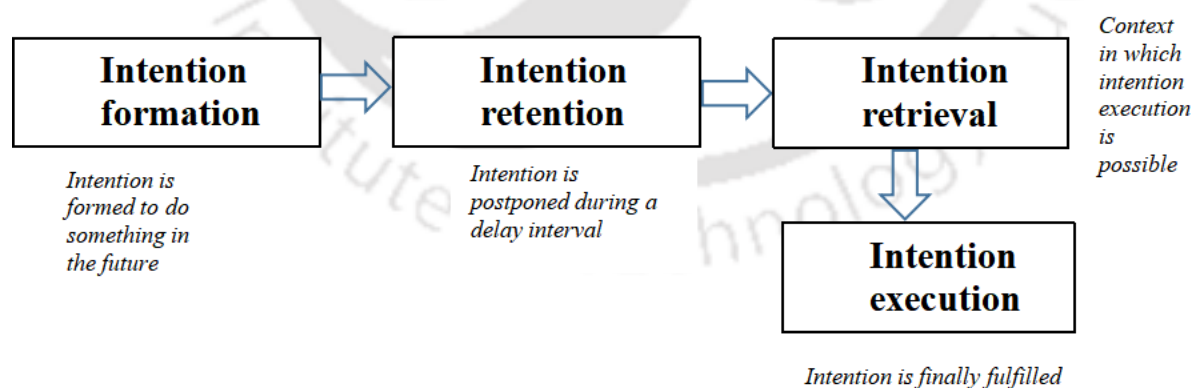 Intention
formation
Intention is
formed to do
something in
the future
Intention
retention
Intention is
postponed during a
delay interval
Intention
retrieval
Context
in which
intention
execution
is
possible
Intention
execution
Intention is finally fulfilled